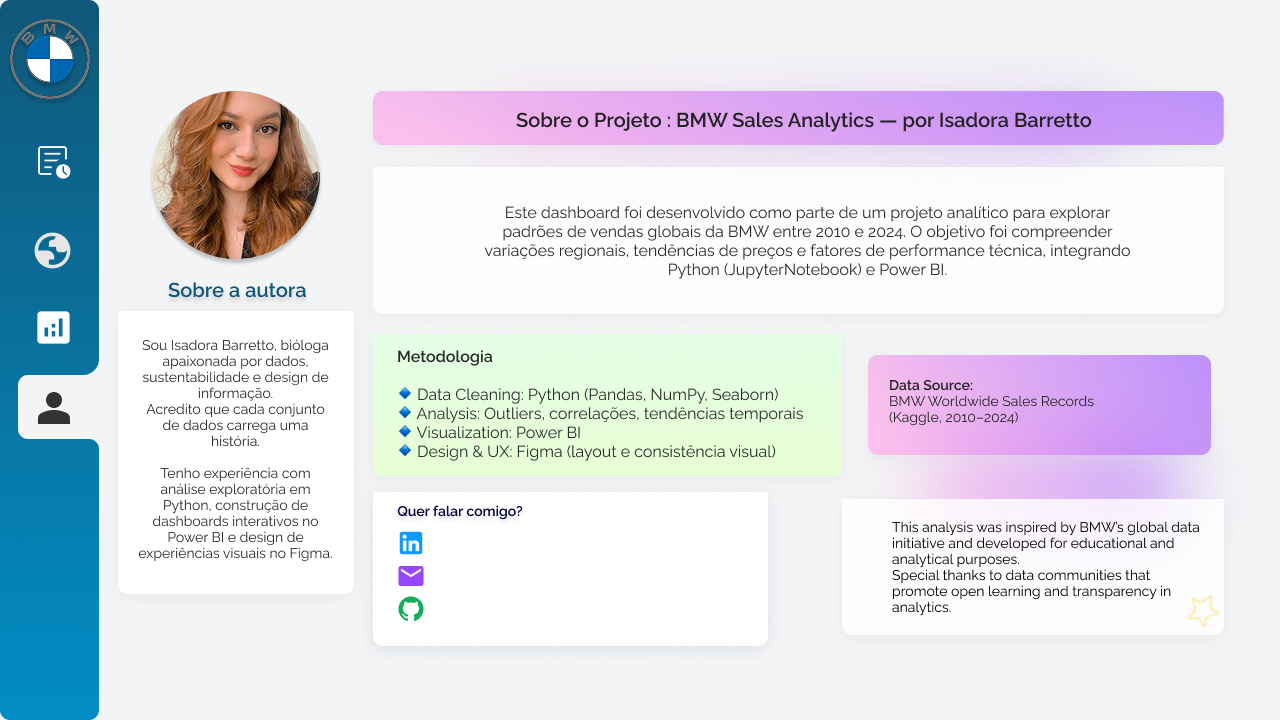 BMW
Sobre o Projeto : BMW Sales Analytics — por Isadora Barretto
Este dashboard foi desenvolvido como parte de um projeto analítico para explorar
padrões de vendas globais da BMW entre 2010 e 2024. O objetivo foi compreender
variações regionais, tendências de preços e fatores de performance técnica, integrando
Python (JupyterNotebook) e Power BI.
Sobre a autora
Sou Isadora Barretto, bióloga
apaixonada por dados,
sustentabilidade e design de
informação.
Acredito que cada conjunto
de dados carrega uma
história.
Tenho experiência com
análise exploratória em
Python, construção de
dashboards interativos no
Power BI e design de
experiências visuais no Figma.
Metodologia
Data Cleaning: Python (Pandas, NumPy, Seaborn)
Analysis: Outliers, correlações, tendências temporais
Visualization: Power BI
Design & UX: Figma (layout e consistência visual)
Data Source:
BMW Worldwide Sales Records
(Kaggle, 2010–2024)
Quer falar comigo?
in
This analysis was inspired by BMW’s global data
initiative and developed for educational and
analytical purposes.
Special thanks to data communities that
promote open learning and transparency in
analytics.